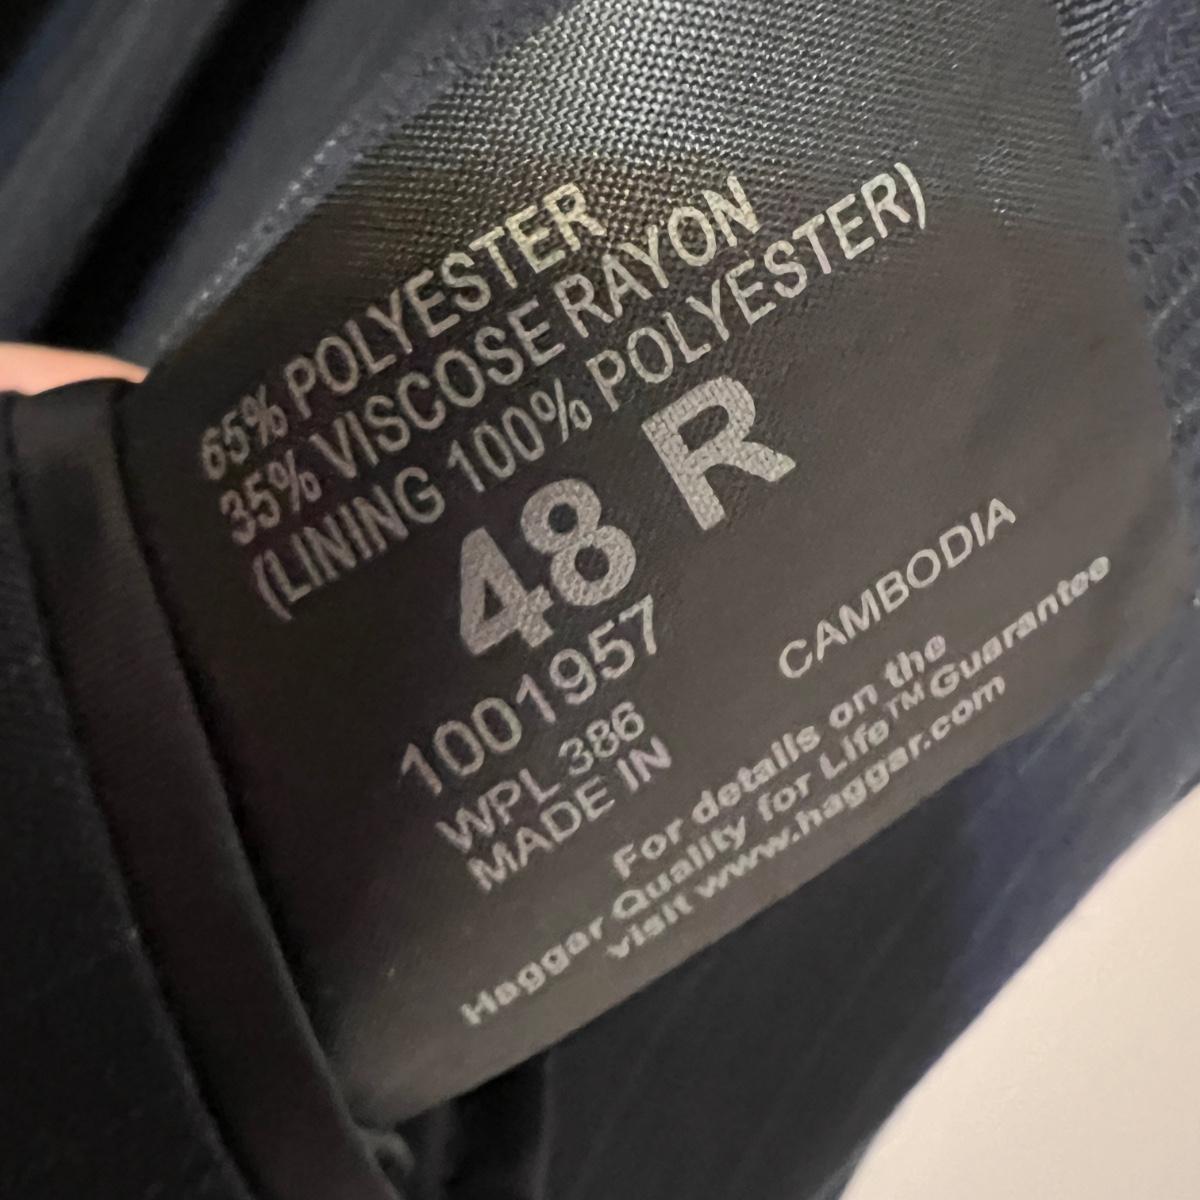 65% POLYESTER
35% VISCOSE RAYON
(LINING 100% POLYESTER)
48 R
1001957
WPL 386
MADE IN CAMBODIA
For details on the
Haggar Quality for Life™ Guarantee
visit www.haggar.com